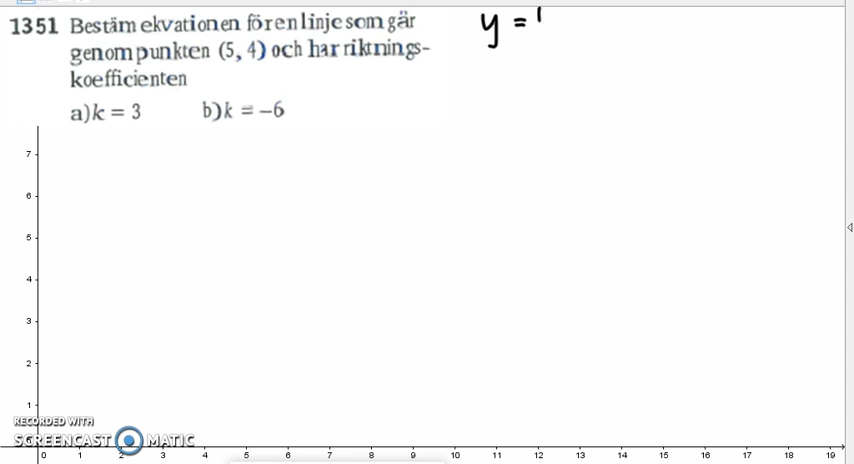 1351 Bestäm ekvationen för en linje som går
genom punkten (5, 4) och har riktnings-
koefficienten
a) k = 3 b) k = -6
y =
7
6
5
4
3
2
1
RECORDED WITH
SCREENCAST MATIC
0 1 2 3 4 5 6 7 8 9 10 11 12 13 14 15 16 17 18 19